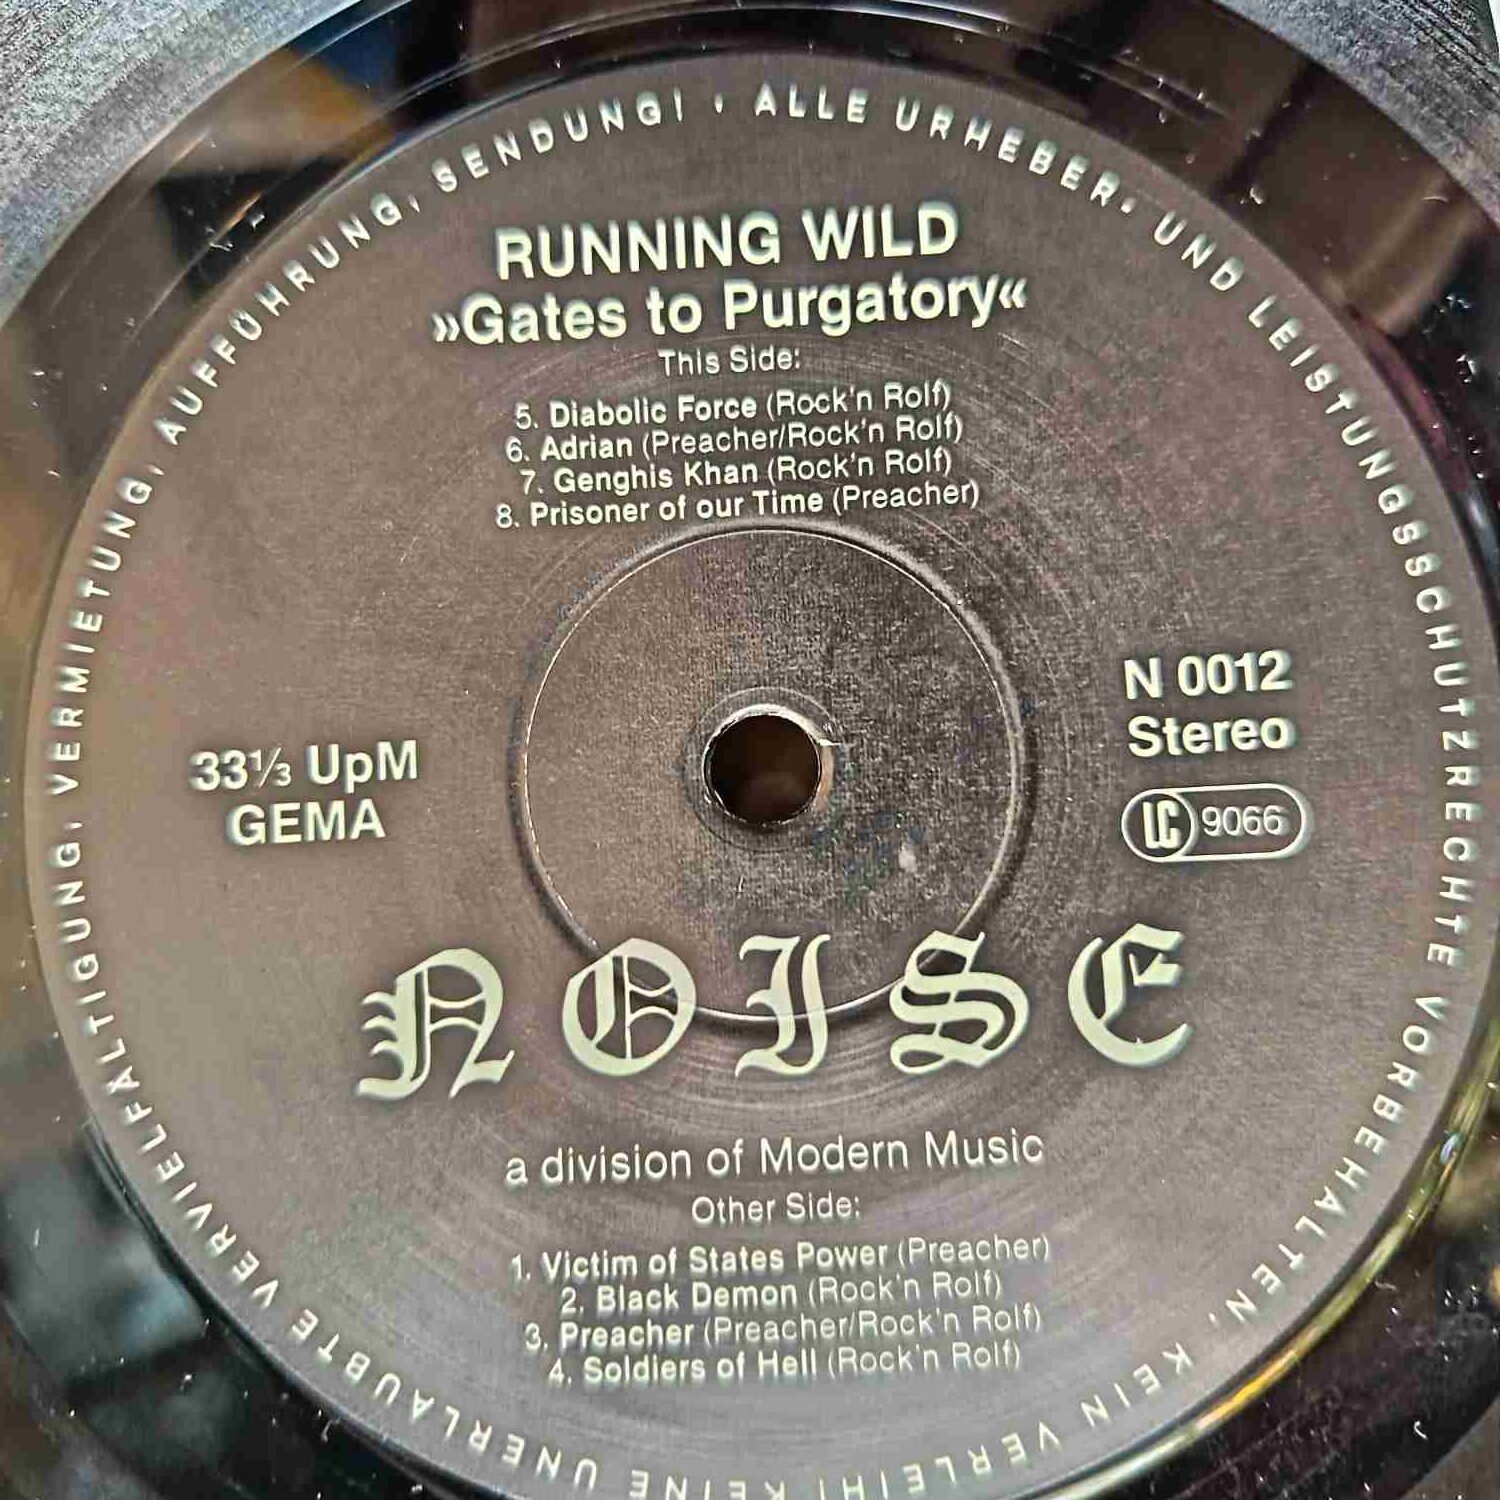 RUNNING WILD
»Gates to Purgatory«
This Side:
5. Diabolic Force (Rock'n Rolf)
6. Adrian (Preacher/Rock'n Rolf)
7. Genghis Khan (Rock'n Rolf)
8. Prisoner of our Time (Preacher)
33⅓ UpM
GEMA
N 0012
Stereo
LC 9066
NOISE
a division of Modern Music
Other Side:
1. Victim of States Power (Preacher)
2. Black Demon (Rock'n Rolf)
3. Preacher (Preacher/Rock'n Rolf)
4. Soldiers of Hell (Rock'n Rolf)
ALLE URHEBER- UND LEISTUNGSSCHUTZRECHTE VORBEHALTEN. KEIN VERLEIH! KEINE UNERLAUBTE VERVIELFÄLTIGUNG, VERMIETUNG, AUFFÜHRUNG, SENDUNG! ·